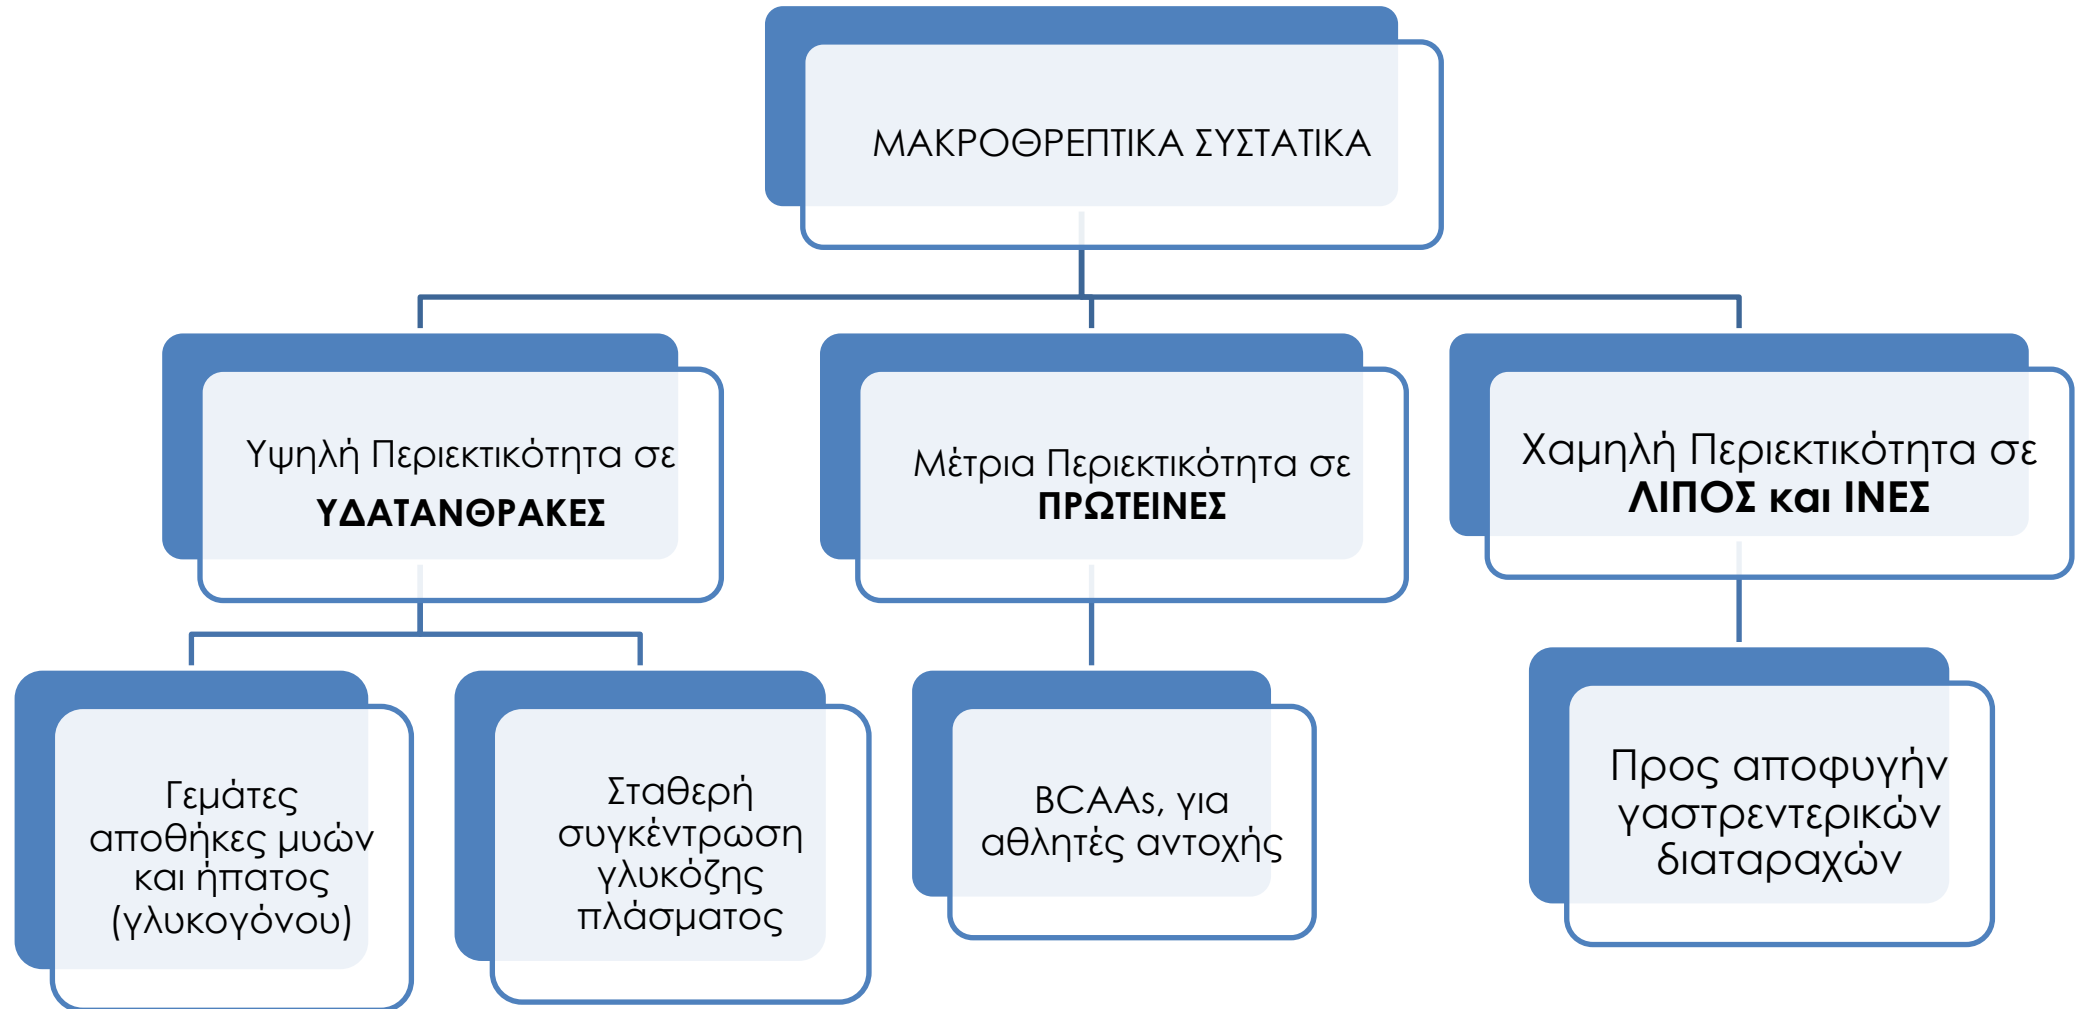 ΜΑΚΡΟΘΡΕΠΤΙΚΑ ΣΥΣΤΑΤΙΚΑ
Υψηλή Περιεκτικότητα σε
ΥΔΑΤΑΝΘΡΑΚΕΣ
Μέτρια Περιεκτικότητα σε
ΠΡΩΤΕΙΝΕΣ
Χαμηλή Περιεκτικότητα σε
ΛΙΠΟΣ και ΙΝΕΣ
Γεμάτες
αποθήκες μυών
και ήπατος
(γλυκογόνου)
Σταθερή
συγκέντρωση
γλυκόζης
πλάσματος
BCAAs, για
αθλητές αντοχής
Προς αποφυγήν
γαστρεντερικών
διαταραχών